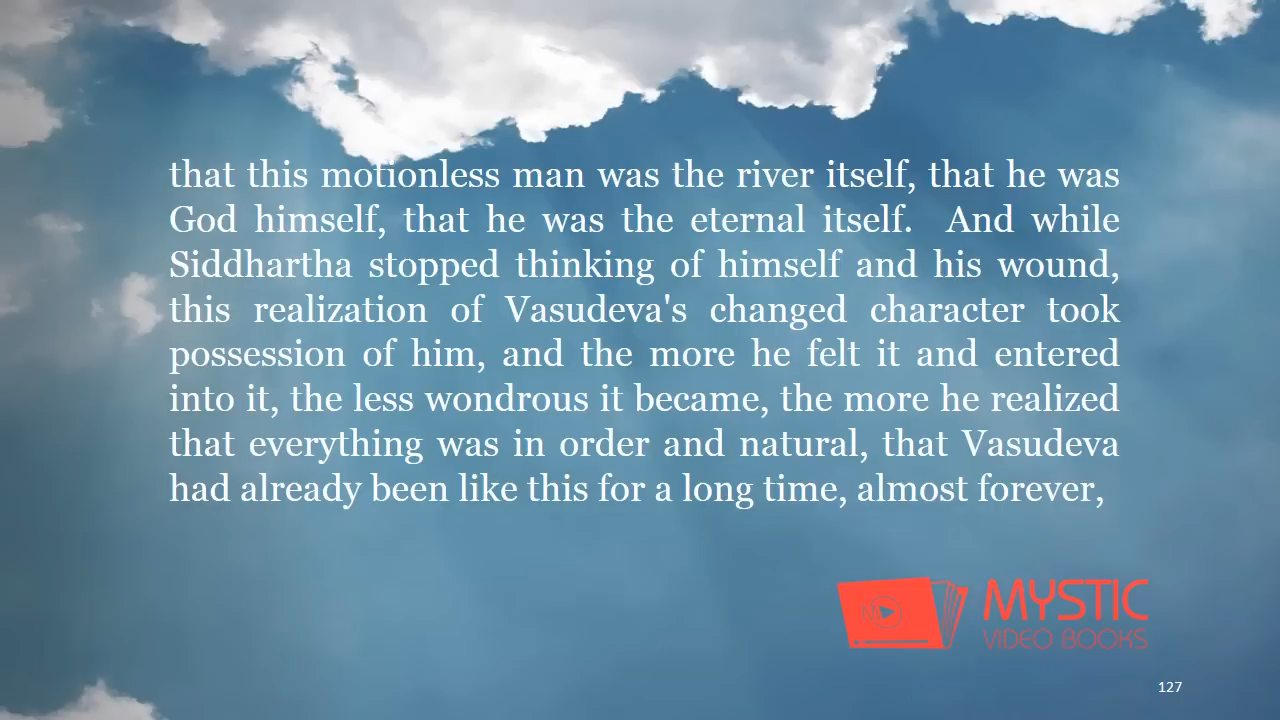 that this motionless man was the river itself, that he was
God himself, that he was the eternal itself.  And while
Siddhartha stopped thinking of himself and his wound,
this realization of Vasudeva's changed character took
possession of him, and the more he felt it and entered
into it, the less wondrous it became, the more he realized
that everything was in order and natural, that Vasudeva
had already been like this for a long time, almost forever,
MYSTIC
VIDEO BOOKS
127